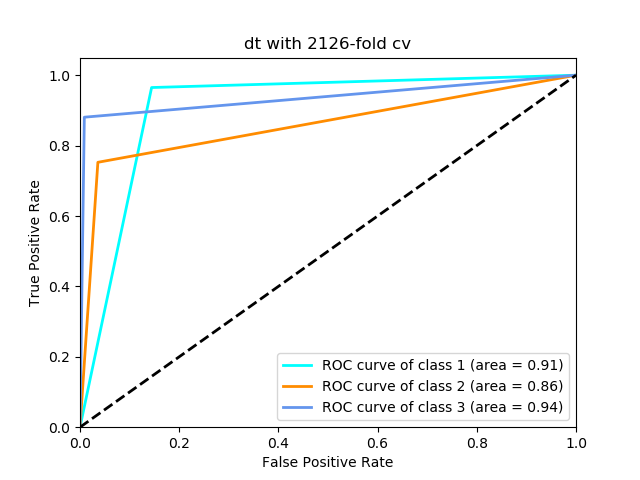 dt with 2126-fold cv
1.0
0.8
0.6
0.4
0.2
0.0
True Positive Rate
ROC curve of class 1 (area = 0.91)
ROC curve of class 2 (area = 0.86)
ROC curve of class 3 (area = 0.94)
0.0 0.2 0.4 0.6 0.8 1.0
False Positive Rate